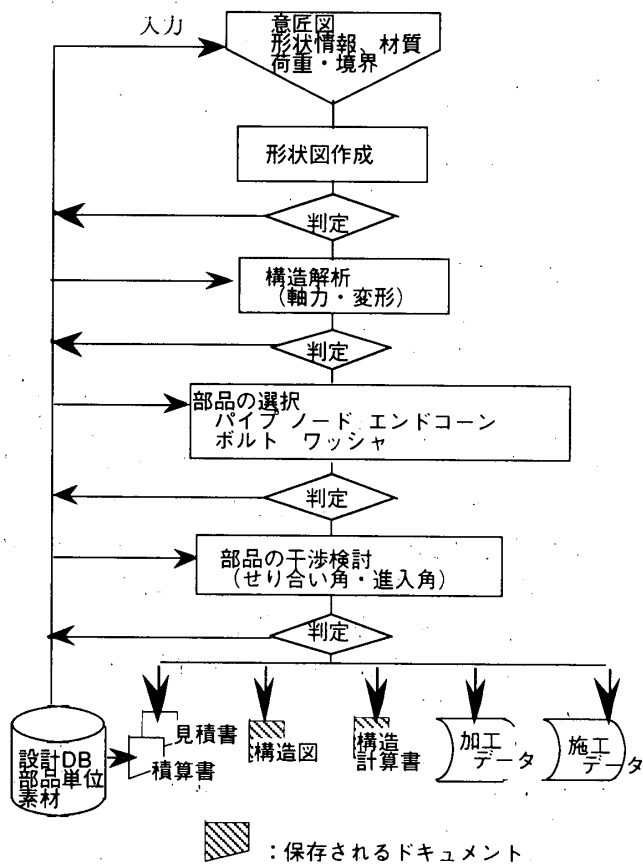 入力
意匠図
形状情報、材質
荷重・境界
形状図作成
判定
構造解析
（軸力・変形）
判定
部品の選択
パイプ ノード エンドコーン
ボルト ワッシャ
判定
部品の干渉検討
（せり合い角・進入角）
判定
設計DB
部品単位
素材
見積書
積算書
構造図
構造
計算書
加工
データ
施工
データ
：保存されるドキュメント